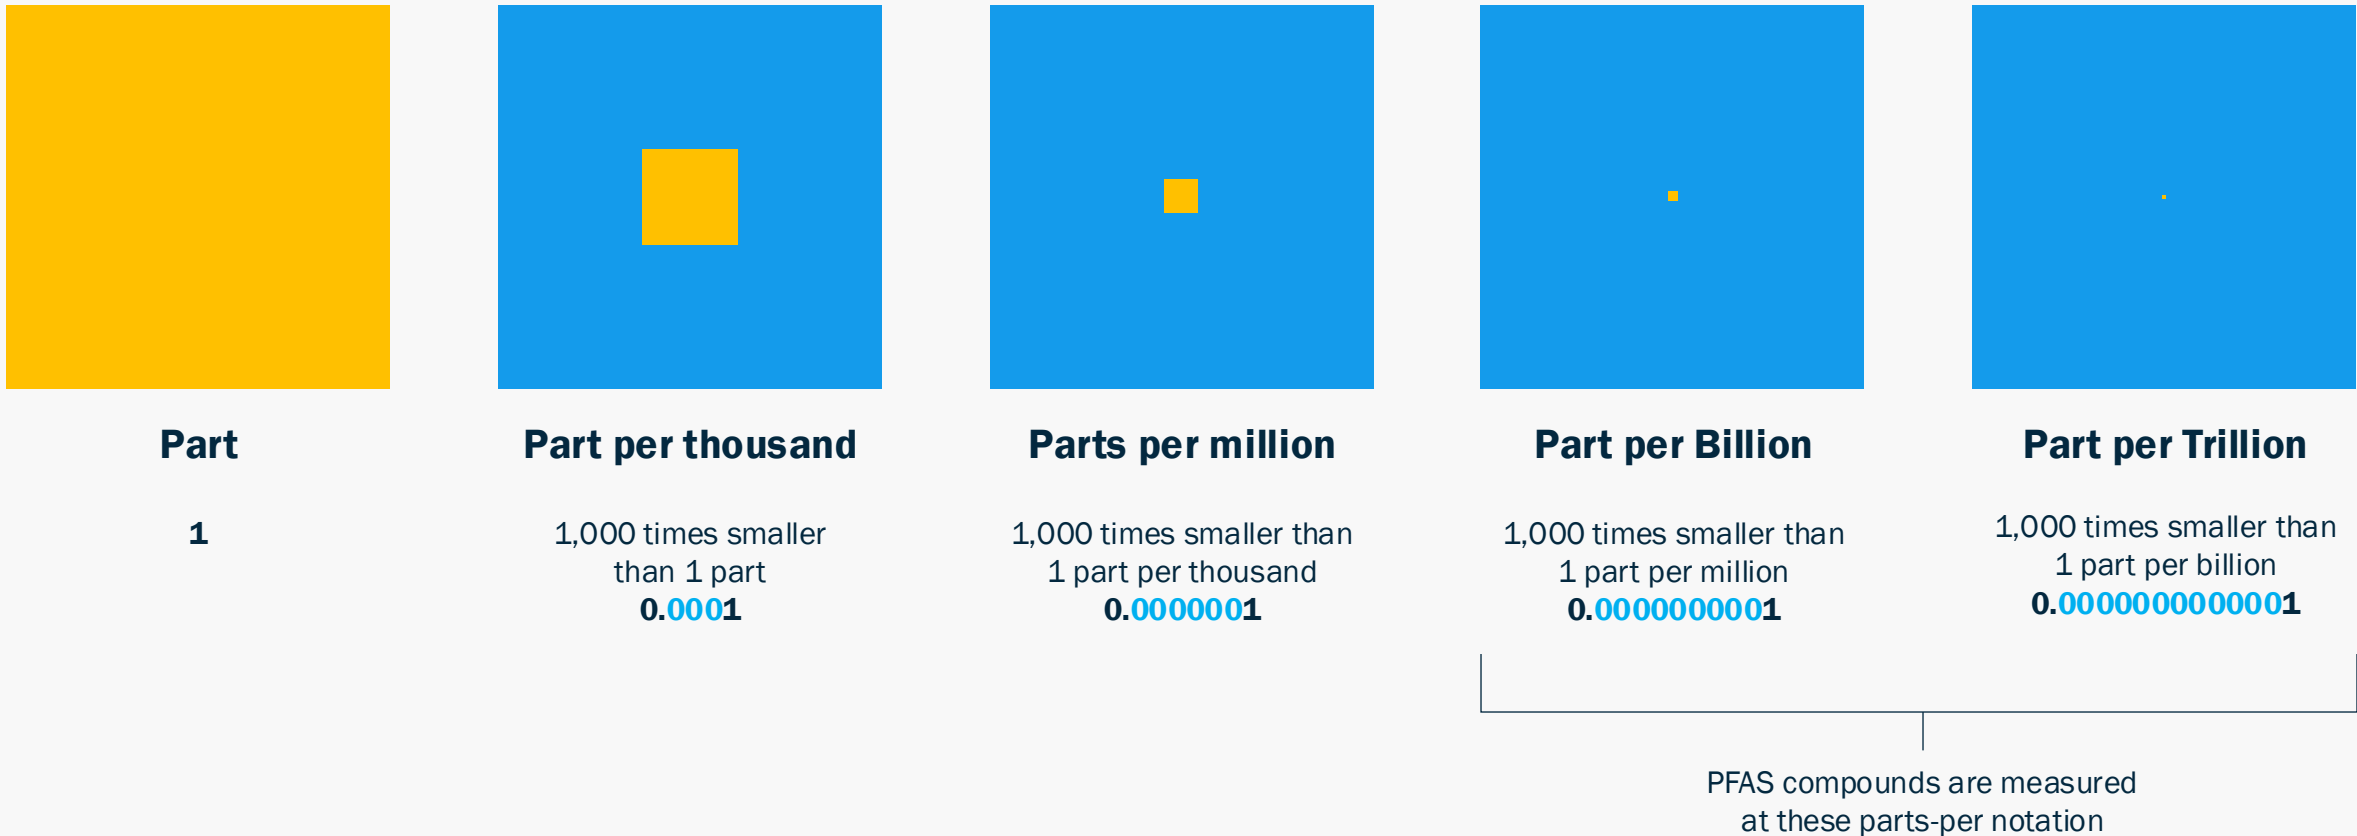 Part
1
Part per thousand
1,000 times smaller
than 1 part
0.0001
Parts per million
1,000 times smaller than
1 part per thousand
0.0000001
Part per Billion
1,000 times smaller than
1 part per million
0.0000000001
Part per Trillion
1,000 times smaller than
1 part per billion
0.0000000000001
PFAS compounds are measured
at these parts-per notation